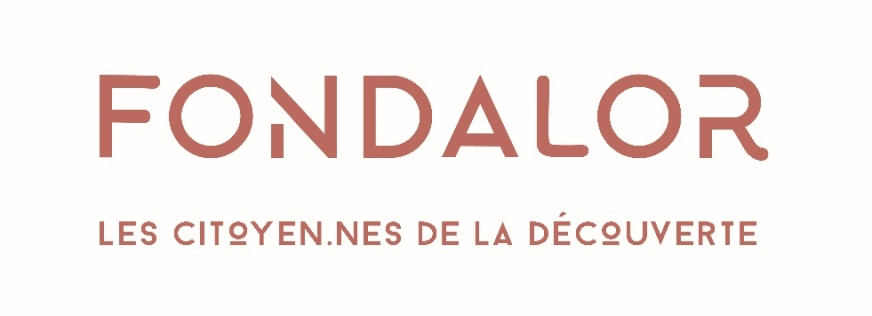 FONDALOR
LES CITOYEN.NES DE LA DÉCOUVERTE